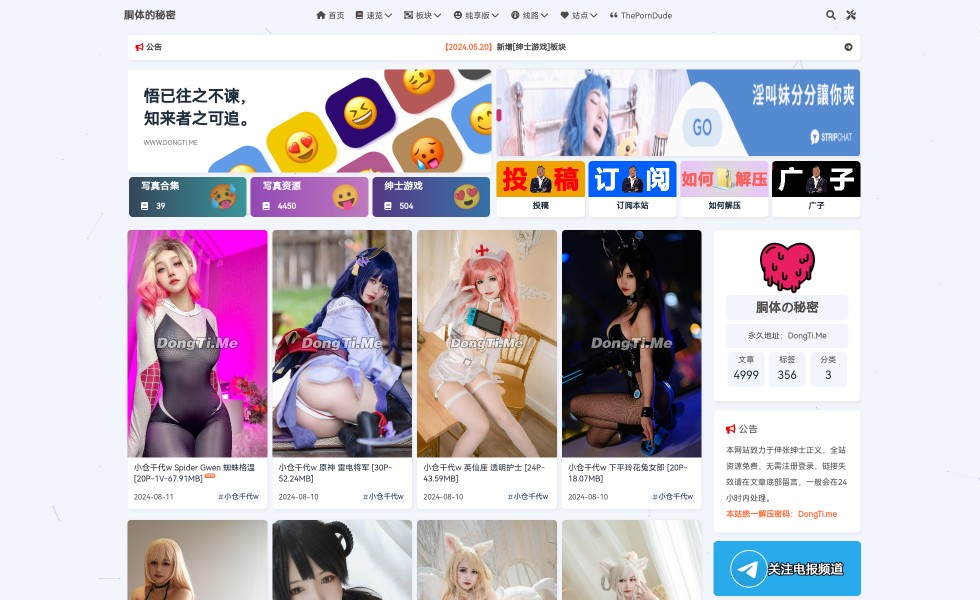 胴体的秘密
首页 速览 板块 纯享版 线路 站点 ThePornDude
公告
【2024.05.20】新增[绅士游戏]板块
悟已往之不谏，
知来者之可追。
WWW.DONGTI.ME
淫叫妹分分讓你爽
GO
STRIPCHAT
写真合集
39
写真资源
4450
绅士游戏
504
投稿
订阅
如何解压
广子
投稿
订阅本站
如何解压
广子
DongTi.Me
DongTi.Me
DongTi.Me
DongTi.Me
小仓千代w Spider Gwen 蜘蛛格温
[20P-1V-67.91MB]
2024-08-11
#小仓千代w
小仓千代w 原神 雷电将军 [30P-
52.24MB]
2024-08-10
#小仓千代w
小仓千代w 英仙座 透明护士 [24P-
43.59MB]
2024-08-10
#小仓千代w
小仓千代w 下平玲花兔女郎 [20P-
18.07MB]
2024-08-10
#小仓千代w
胴体の秘密
永久地址：DongTi.Me
文章
4999
标签
356
分类
3
公告
本网站致力于伸张绅士正义，全站
资源免费，无需注册登录，链接失
效请在文章底部留言，一般会在24
小时内处理。
本站统一解压密码：DongTi.me
关注电报频道